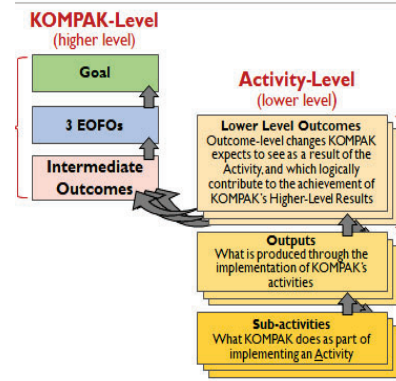 KOMPAK-Level
(higher level)
Goal
3 EOFOs
Intermediate
Outcomes
Activity-Level
(lower level)
Lower Level Outcomes
Outcome-level changes KOMPAK
expects to see as a result of the
Activity, and which logically
contribute to the achievement of
KOMPAK's Higher-Level Results
Outputs
What is produced through the
implementation of KOMPAK's
activities
Sub-activities
What KOMPAK does as part of
implementing an Activity